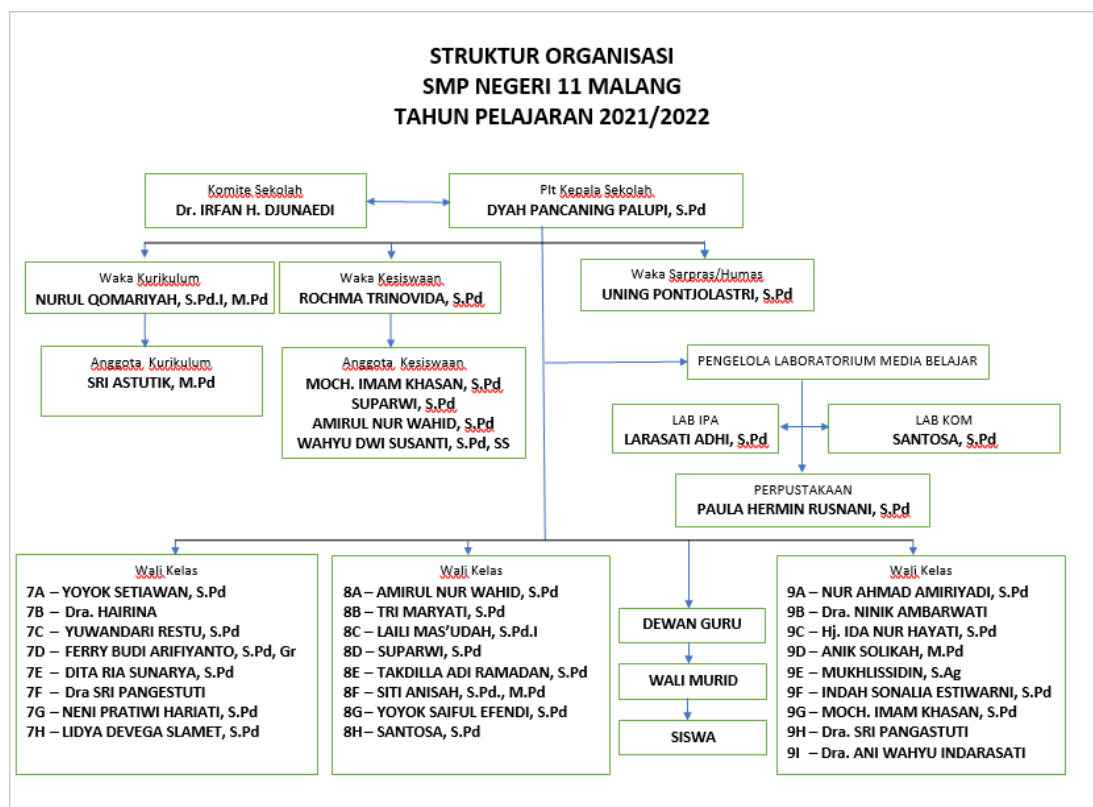 STRUKTUR ORGANISASI
SMP NEGERI 11 MALANG
TAHUN PELAJARAN 2021/2022
Komite Sekolah
Dr. IRFAN H. DJUNAEDI
Plt Kepala Sekolah
DYAH PANCANING PALUPI, S.Pd
Waka Kurikulum
NURUL QOMARIYAH, S.Pd.I, M.Pd
Waka Kesiswaan
ROCHMA TRINOVIDA, S.Pd
Waka Sarpras/Humas
UNING PONTJOLASTRI, S.Pd
Anggota Kurikulum
SRI ASTUTIK, M.Pd
Anggota Kesiswaan
MOCH. IMAM KHASAN, S.Pd
SUPARWI, S.Pd
AMIRUL NUR WAHID, S.Pd
WAHYU DWI SUSANTI, S.Pd, SS
PENGELOLA LABORATORIUM MEDIA BELAJAR
LAB IPA
LARASATI ADHI, S.Pd
LAB KOM
SANTOSA, S.Pd
PERPUSTAKAAN
PAULA HERMIN RUSNANI, S.Pd
Wali Kelas
7A – YOYOK SETIAWAN, S.Pd
7B – Dra. HAIRINA
7C – YUWANDARI RESTU, S.Pd
7D – FERRY BUDI ARIFIYANTO, S.Pd, Gr
7E – DITA RIA SUNARYA, S.Pd
7F – Dra SRI PANGESTUTI
7G – NENI PRATIWI HARIATI, S.Pd
7H – LIDYA DEVEGA SLAMET, S.Pd
Wali Kelas
8A – AMIRUL NUR WAHID, S.Pd
8B – TRI MARYATI, S.Pd
8C – LAILI MAS’UDAH, S.Pd.I
8D – SUPARWI, S.Pd
8E – TAKDILLA ADI RAMADAN, S.Pd
8F – SITI ANISAH, S.Pd., M.Pd
8G – YOYOK SAIFUL EFENDI, S.Pd
8H – SANTOSA, S.Pd
DEWAN GURU
WALI MURID
SISWA
Wali Kelas
9A – NUR AHMAD AMIRIYADI, S.Pd
9B – Dra. NINIK AMBARWATI
9C – Hj. IDA NUR HAYATI, S.Pd
9D – ANIK SOLIKAH, M.Pd
9E – MUKHLISSIDIN, S.Ag
9F – INDAH SONALIA ESTIWARNI, S.Pd
9G – MOCH. IMAM KHASAN, S.Pd
9H – Dra. SRI PANGASTUTI
9I – Dra. ANI WAHYU INDARASATI